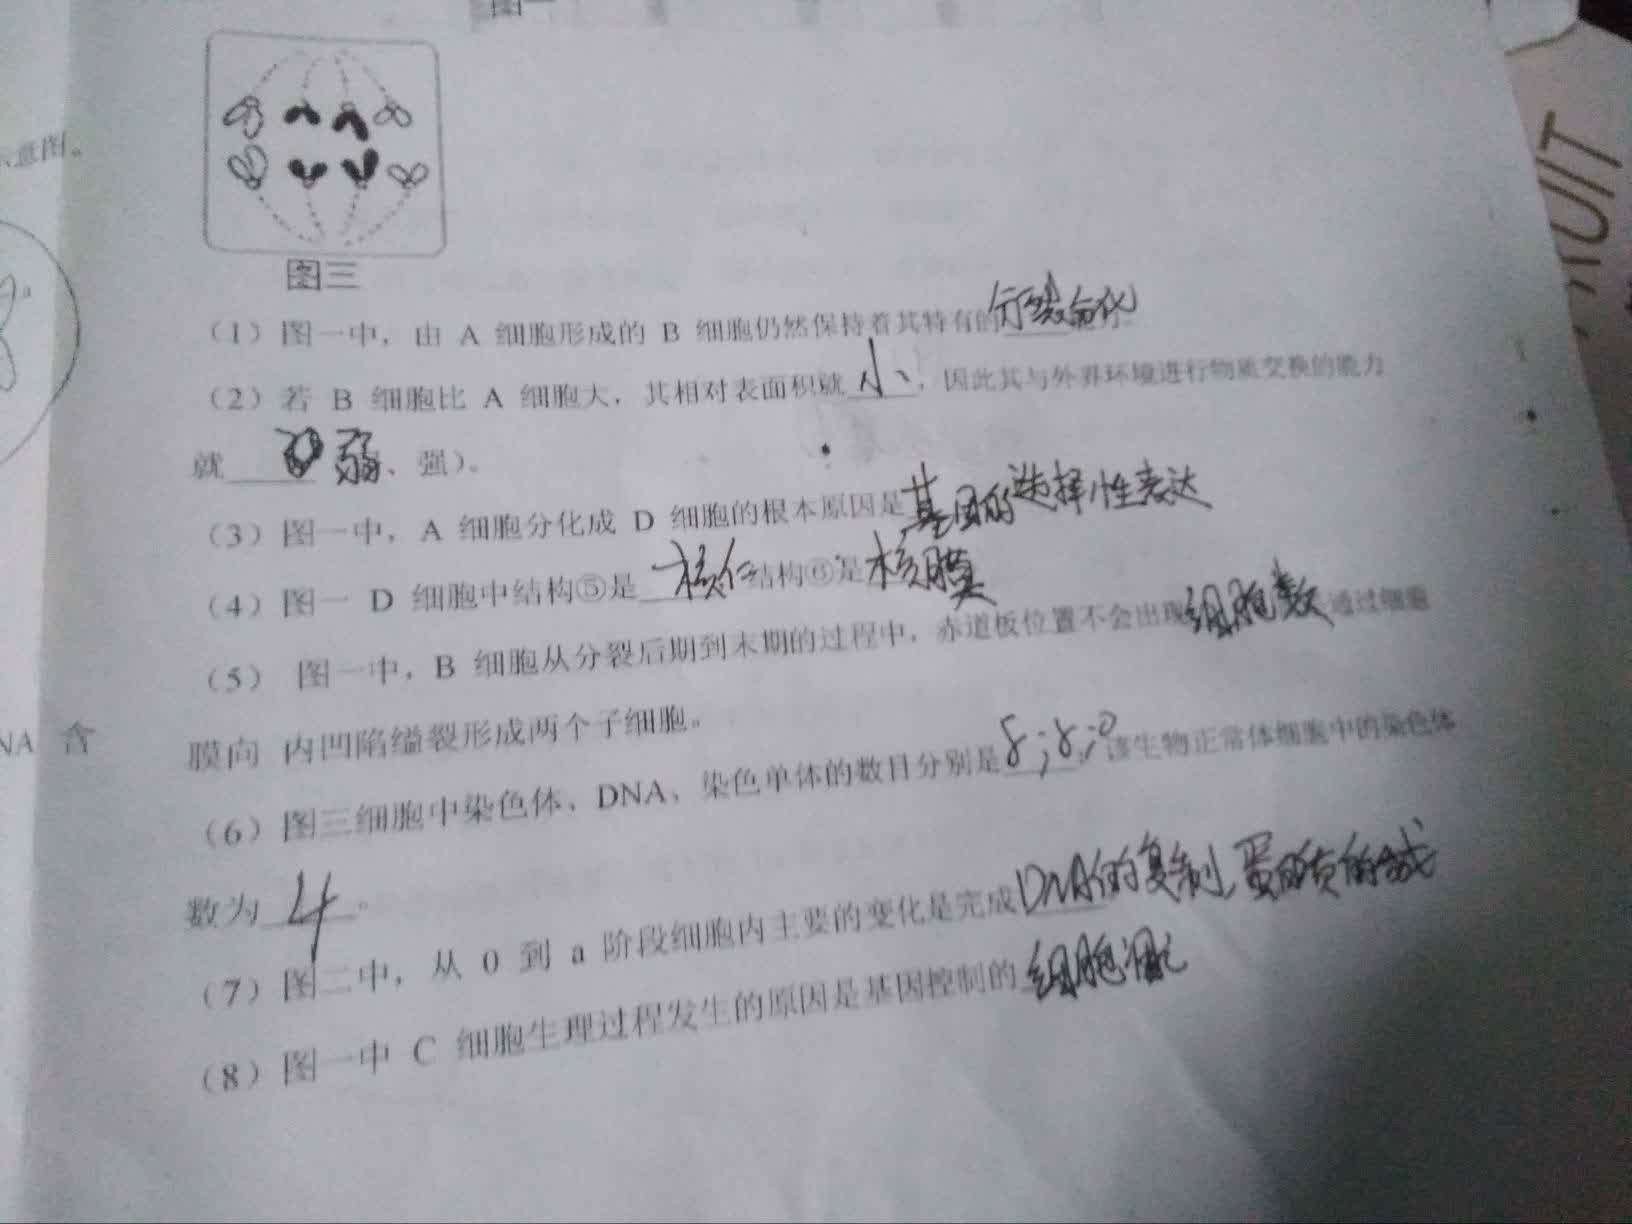 示意图。
图三
(1) 图一中，由 A 细胞形成的 B 细胞仍然保持着其特有的分裂分化
(2) 若 B 细胞比 A 细胞大，其相对表面积就小，因此其与外界环境进行物质交换的能力
就 弱、强)。
(3) 图一中，A 细胞分化成 D 细胞的根本原因是基因的选择性表达
(4) 图一 D 细胞中结构⑤是核仁结构⑥是核膜
(5) 图一中，B 细胞从分裂后期到末期的过程中，赤道板位置不会出现细胞数通过细胞
NA 含
膜向 内凹陷缢裂形成两个子细胞。
(6) 图三细胞中染色体、DNA、染色单体的数目分别是8;8;0该生物正常体细胞中的染色体
数为 4。
(7) 图二中，从 0 到 a 阶段细胞内主要的变化是完成DNA的复制、蛋白质的合成
(8) 图一中 C 细胞生理过程发生的原因是基因控制的细胞凋亡
RUIT